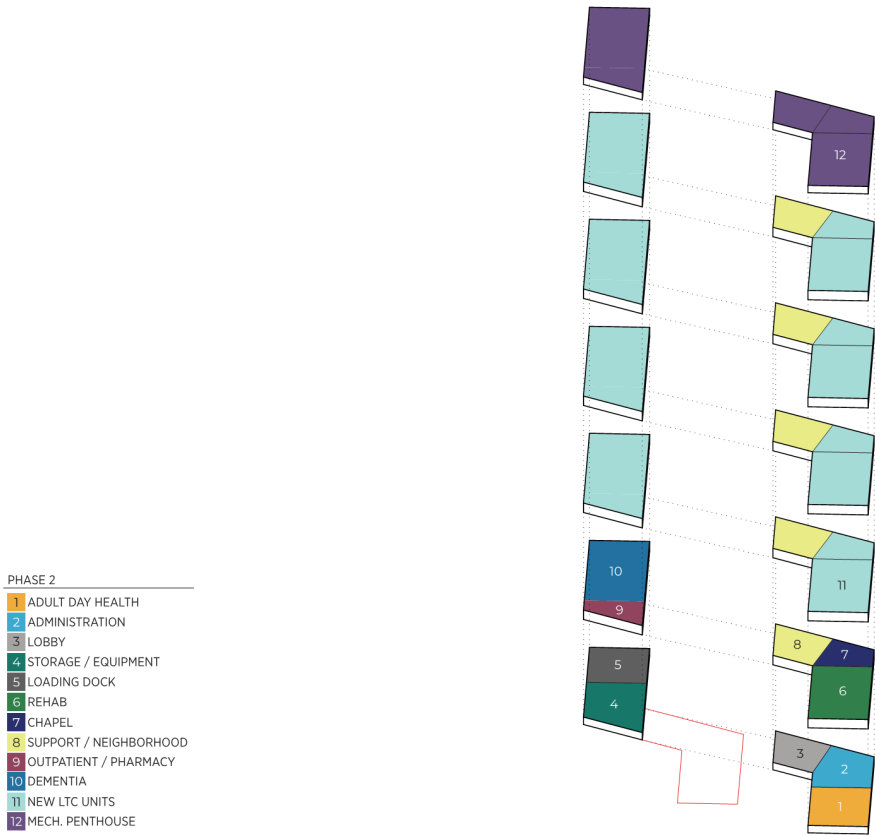 12
11
10
9
8
7
6
5
4
3
2
1
PHASE 2
1 ADULT DAY HEALTH
2 ADMINISTRATION
3 LOBBY
4 STORAGE / EQUIPMENT
5 LOADING DOCK
6 REHAB
7 CHAPEL
8 SUPPORT / NEIGHBORHOOD
9 OUTPATIENT / PHARMACY
10 DEMENTIA
11 NEW LTC UNITS
12 MECH. PENTHOUSE